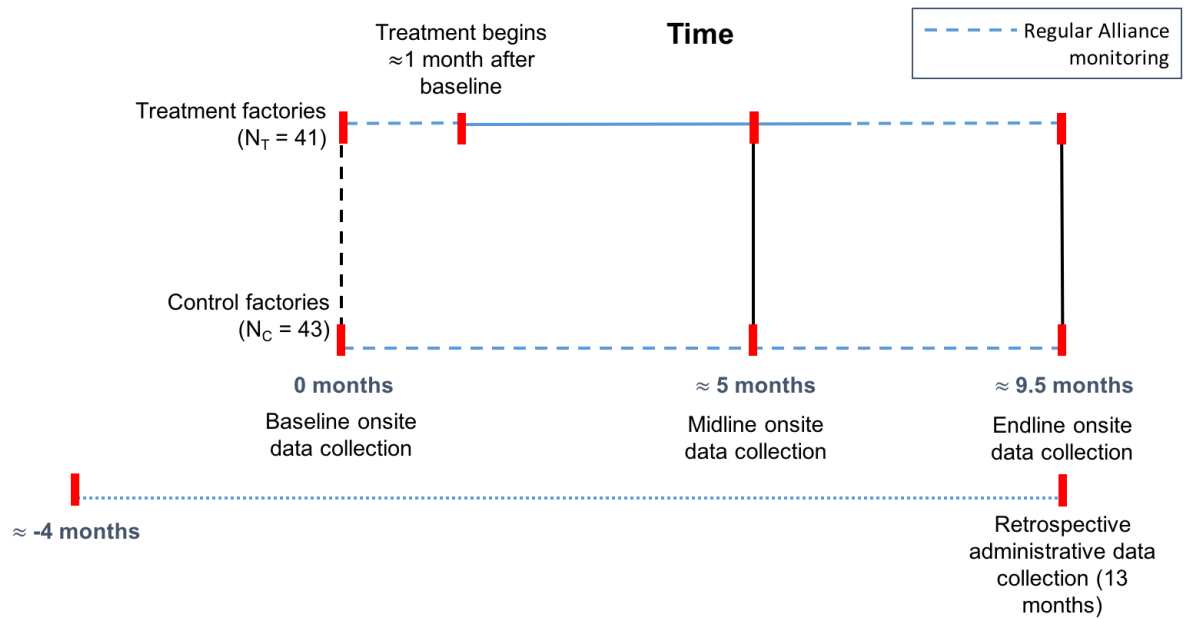 Time
Treatment begins
≈1 month after
baseline
Regular Alliance
monitoring
Treatment factories
(N_T = 41)
Control factories
(N_C = 43)
0 months
≈ 5 months
≈ 9.5 months
Baseline onsite
data collection
Midline onsite
data collection
Endline onsite
data collection
≈ -4 months
Retrospective
administrative data
collection (13
months)